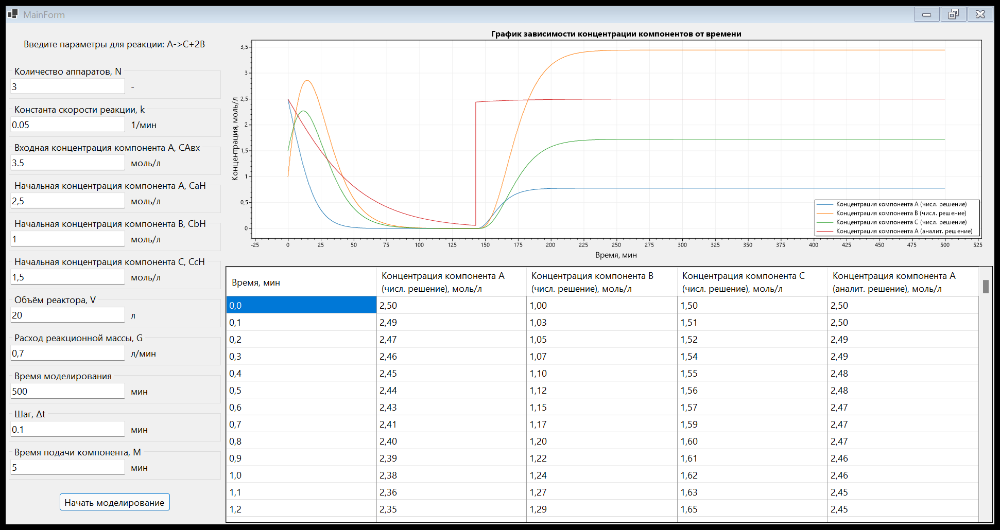 MainForm
Введите параметры для реакции: A->C+2B
Количество аппаратов, N
3
-
Константа скорости реакции, k
0.05
1/мин
Входная концентрация компонента A, CAвх
3.5
моль/л
Начальная концентрация компонента A, CaH
2,5
моль/л
Начальная концентрация компонента B, CbH
1
моль/л
Начальная концентрация компонента C, CcH
1,5
моль/л
Объём реактора, V
20
л
Расход реакционной массы, G
0,7
л/мин
Время моделирования
500
мин
Шаг, Δt
0.1
мин
Время подачи компонента, M
5
мин
Начать моделирование
График зависимости концентрации компонентов от времени
Концентрация, моль/л
3,5
3
2,5
2
1,5
1
0,5
0
-25 0 25 50 75 100 125 150 175 200 225 250 275 300 325 350 375 400 425 450 475 500 525
Время, мин
Концентрация компонента A (числ. решение)
Концентрация компонента B (числ. решение)
Концентрация компонента C (числ. решение)
Концентрация компонента A (аналит. решение)
Время, мин
Концентрация компонента A
(числ. решение), моль/л
Концентрация компонента B
(числ. решение), моль/л
Концентрация компонента C
(числ. решение), моль/л
Концентрация компонента A
(аналит. решение), моль/л
0,0 2,50 1,00 1,50 2,50
0,1 2,49 1,03 1,51 2,50
0,2 2,47 1,05 1,52 2,49
0,3 2,46 1,07 1,54 2,49
0,4 2,45 1,10 1,55 2,48
0,5 2,44 1,12 1,56 2,48
0,6 2,43 1,15 1,57 2,47
0,7 2,41 1,17 1,59 2,47
0,8 2,40 1,20 1,60 2,47
0,9 2,39 1,22 1,61 2,46
1,0 2,38 1,24 1,62 2,46
1,1 2,36 1,27 1,63 2,45
1,2 2,35 1,29 1,65 2,45